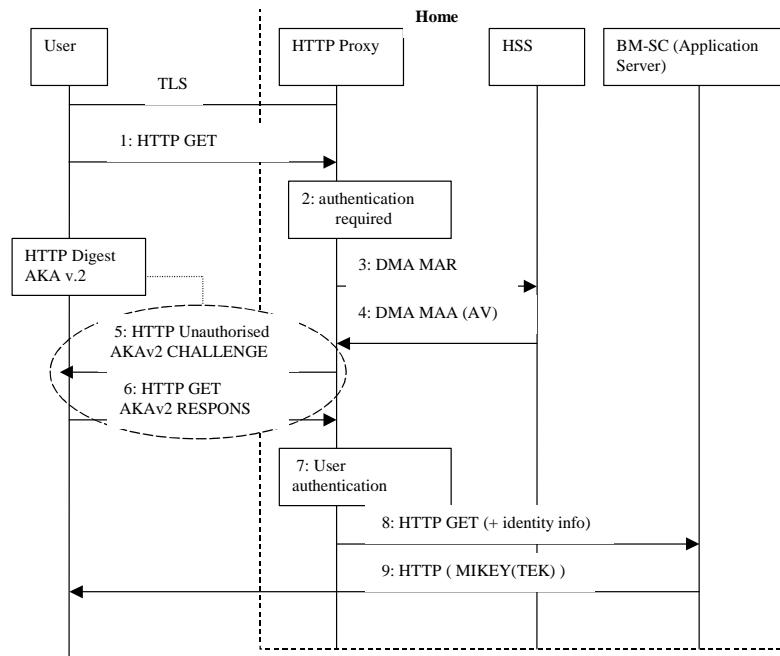 Home
User
HTTP Proxy
HSS
BM-SC (Application
Server)
TLS
1: HTTP GET
2: authentication
required
HTTP Digest
AKA v.2
3: DMA MAR
4: DMA MAA (AV)
5: HTTP Unauthorised
AKAv2 CHALLENGE
6: HTTP GET
AKAv2 RESPONS
7: User
authentication
8: HTTP GET (+ identity info)
9: HTTP ( MIKEY(TEK) )